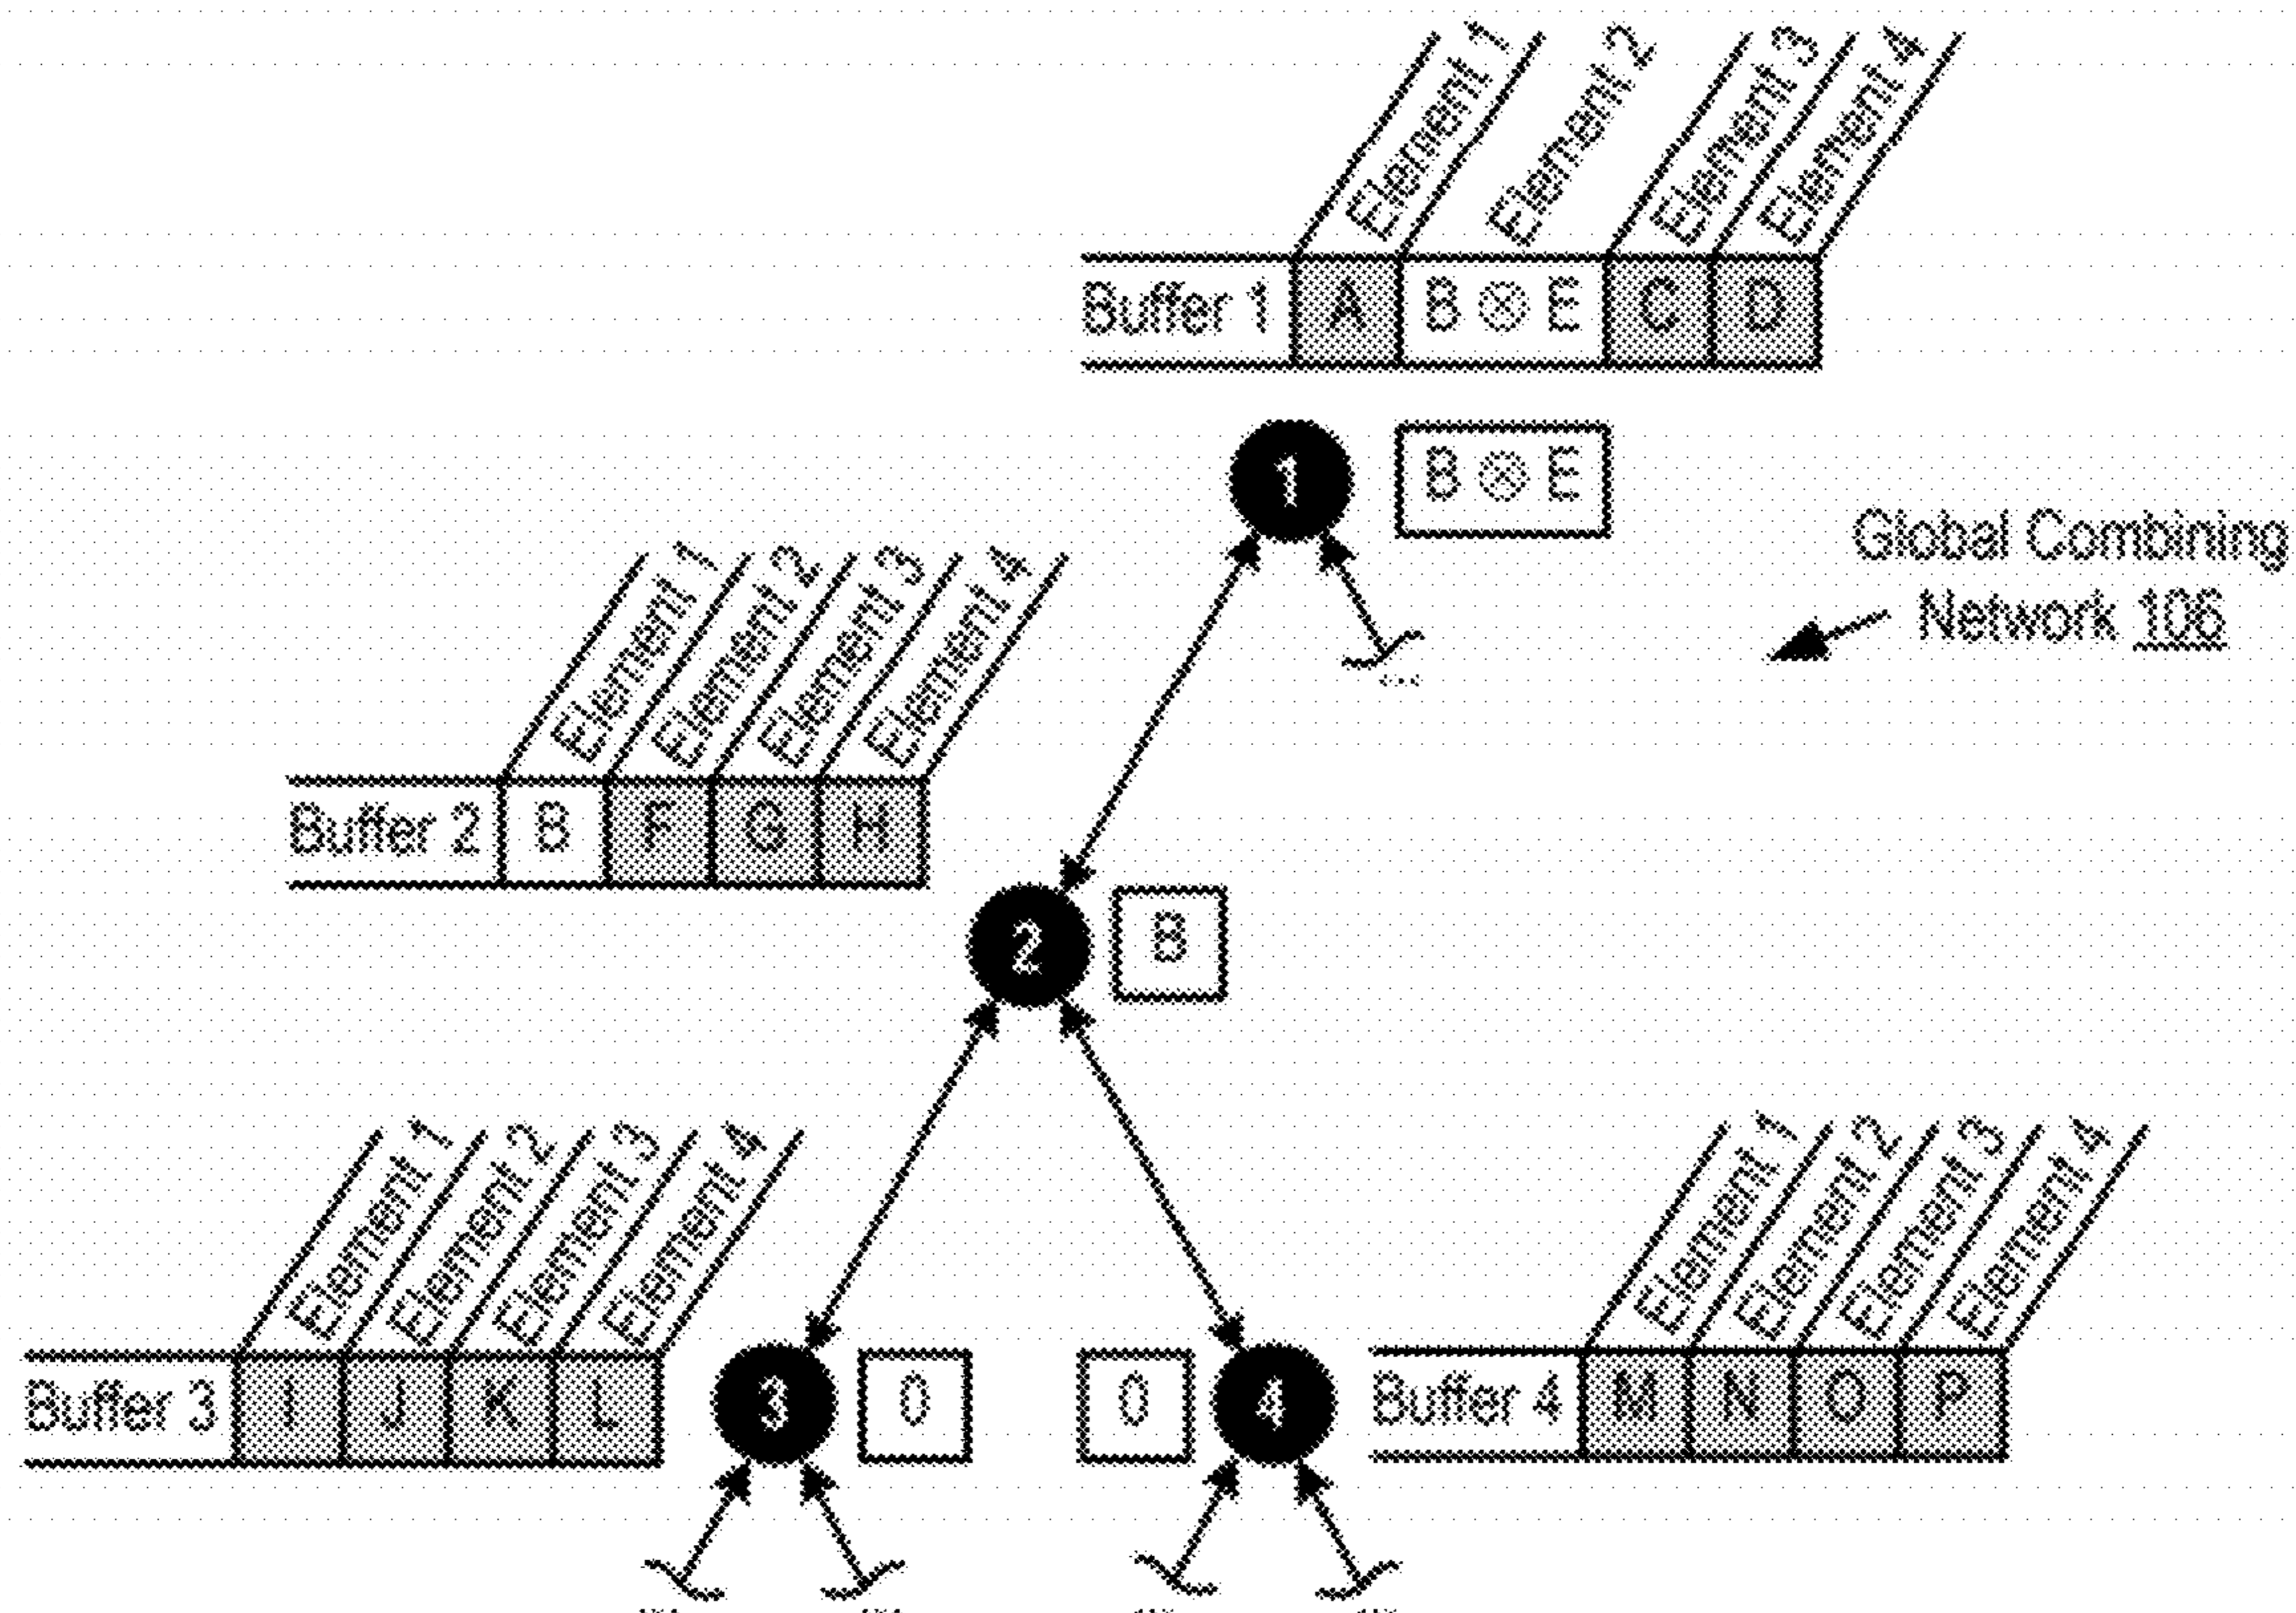 Element 1
Element 2
Element 3
Element 4
Buffer 1 A B ⊗ E C D
1 B ⊗ E
Global Combining
Network 106
...
Element 1
Element 2
Element 3
Element 4
Buffer 2 B F G H
2 B
Element 1
Element 2
Element 3
Element 4
Buffer 3 I J K L
3 0
0 4
Element 1
Element 2
Element 3
Element 4
Buffer 4 M N O P